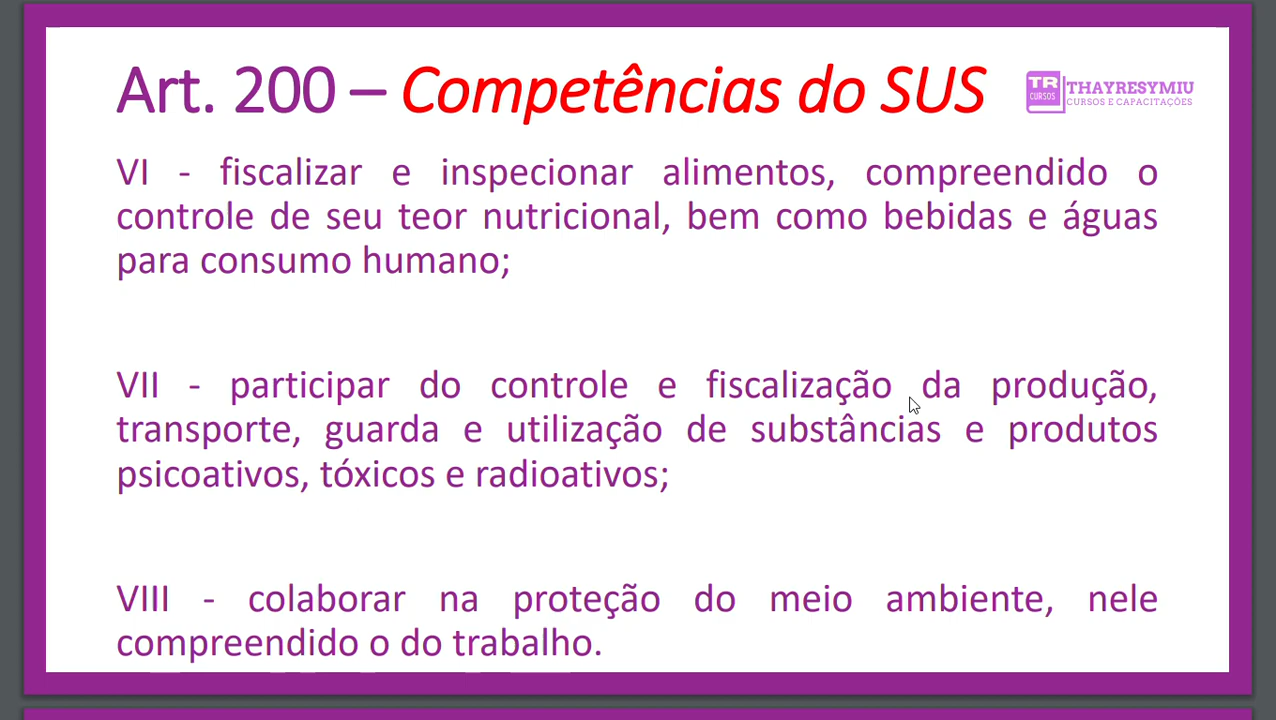 Art. 200 – Competências do SUS
TR
CURSOS
THAYRESYMIU
CURSOS E CAPACITAÇÕES
VI - fiscalizar e inspecionar alimentos, compreendido o
controle de seu teor nutricional, bem como bebidas e águas
para consumo humano;
VII - participar do controle e fiscalização da produção,
transporte, guarda e utilização de substâncias e produtos
psicoativos, tóxicos e radioativos;
VIII - colaborar na proteção do meio ambiente, nele
compreendido o do trabalho.